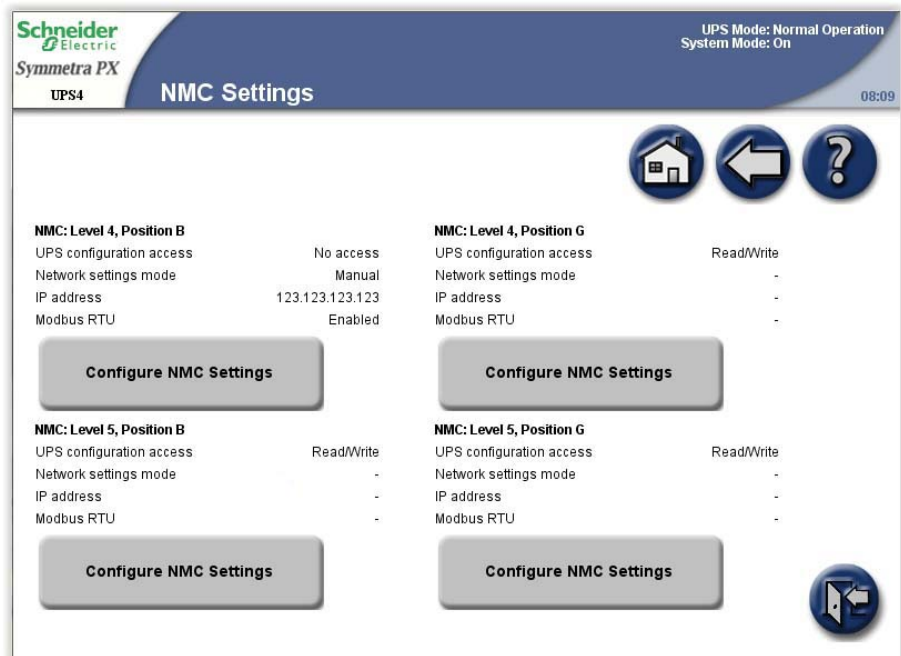 Schneider
Electric
Symmetra PX
UPS4
NMC Settings
UPS Mode: Normal Operation
System Mode: On
08:09
?
NMC: Level 4, Position B
UPS configuration access No access
Network settings mode Manual
IP address 123.123.123.123
Modbus RTU Enabled
Configure NMC Settings
NMC: Level 4, Position G
UPS configuration access Read/Write
Network settings mode -
IP address -
Modbus RTU -
Configure NMC Settings
NMC: Level 5, Position B
UPS configuration access Read/Write
Network settings mode -
IP address -
Modbus RTU -
Configure NMC Settings
NMC: Level 5, Position G
UPS configuration access Read/Write
Network settings mode -
IP address -
Modbus RTU -
Configure NMC Settings